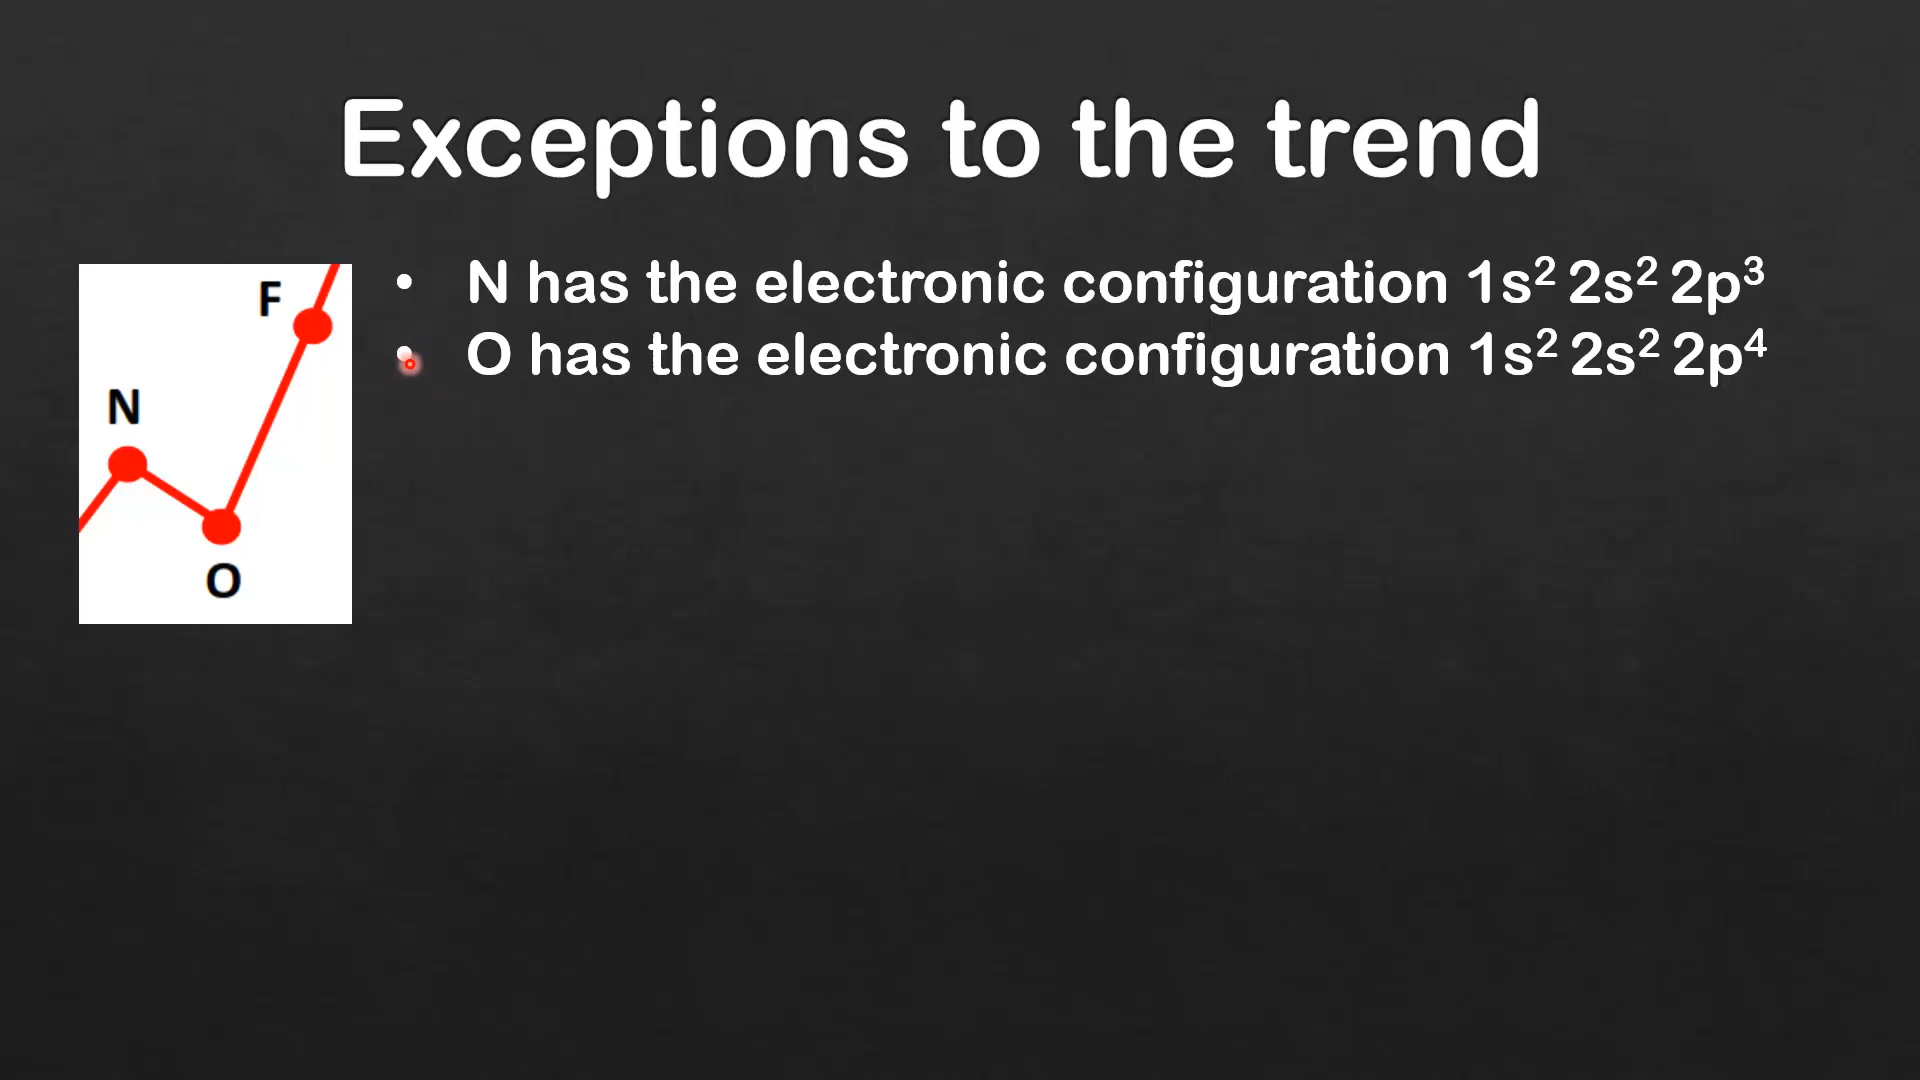 Exceptions to the trend
• N has the electronic configuration 1s² 2s² 2p³
• O has the electronic configuration 1s² 2s² 2p⁴
F
N
O